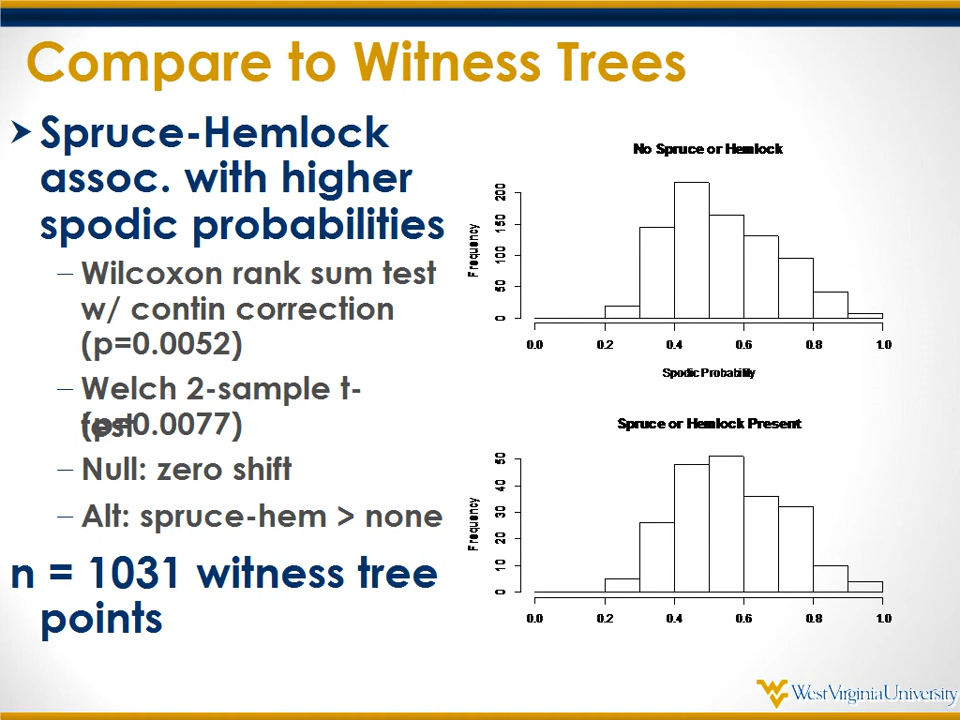 Compare to Witness Trees
Spruce-Hemlock
assoc. with higher
spodic probabilities
– Wilcoxon rank sum test
w/ contin correction
(p=0.0052)
– Welch 2-sample t-
test
(p=0.0077)
– Null: zero shift
– Alt: spruce-hem > none
n = 1031 witness tree
points
No Spruce or Hemlock
Frequency
200
150
100
50
0
0.0 0.2 0.4 0.6 0.8 1.0
Spodic Probability
Spruce or Hemlock Present
Frequency
50
40
30
20
10
0
0.0 0.2 0.4 0.6 0.8 1.0
WestVirginiaUniversity